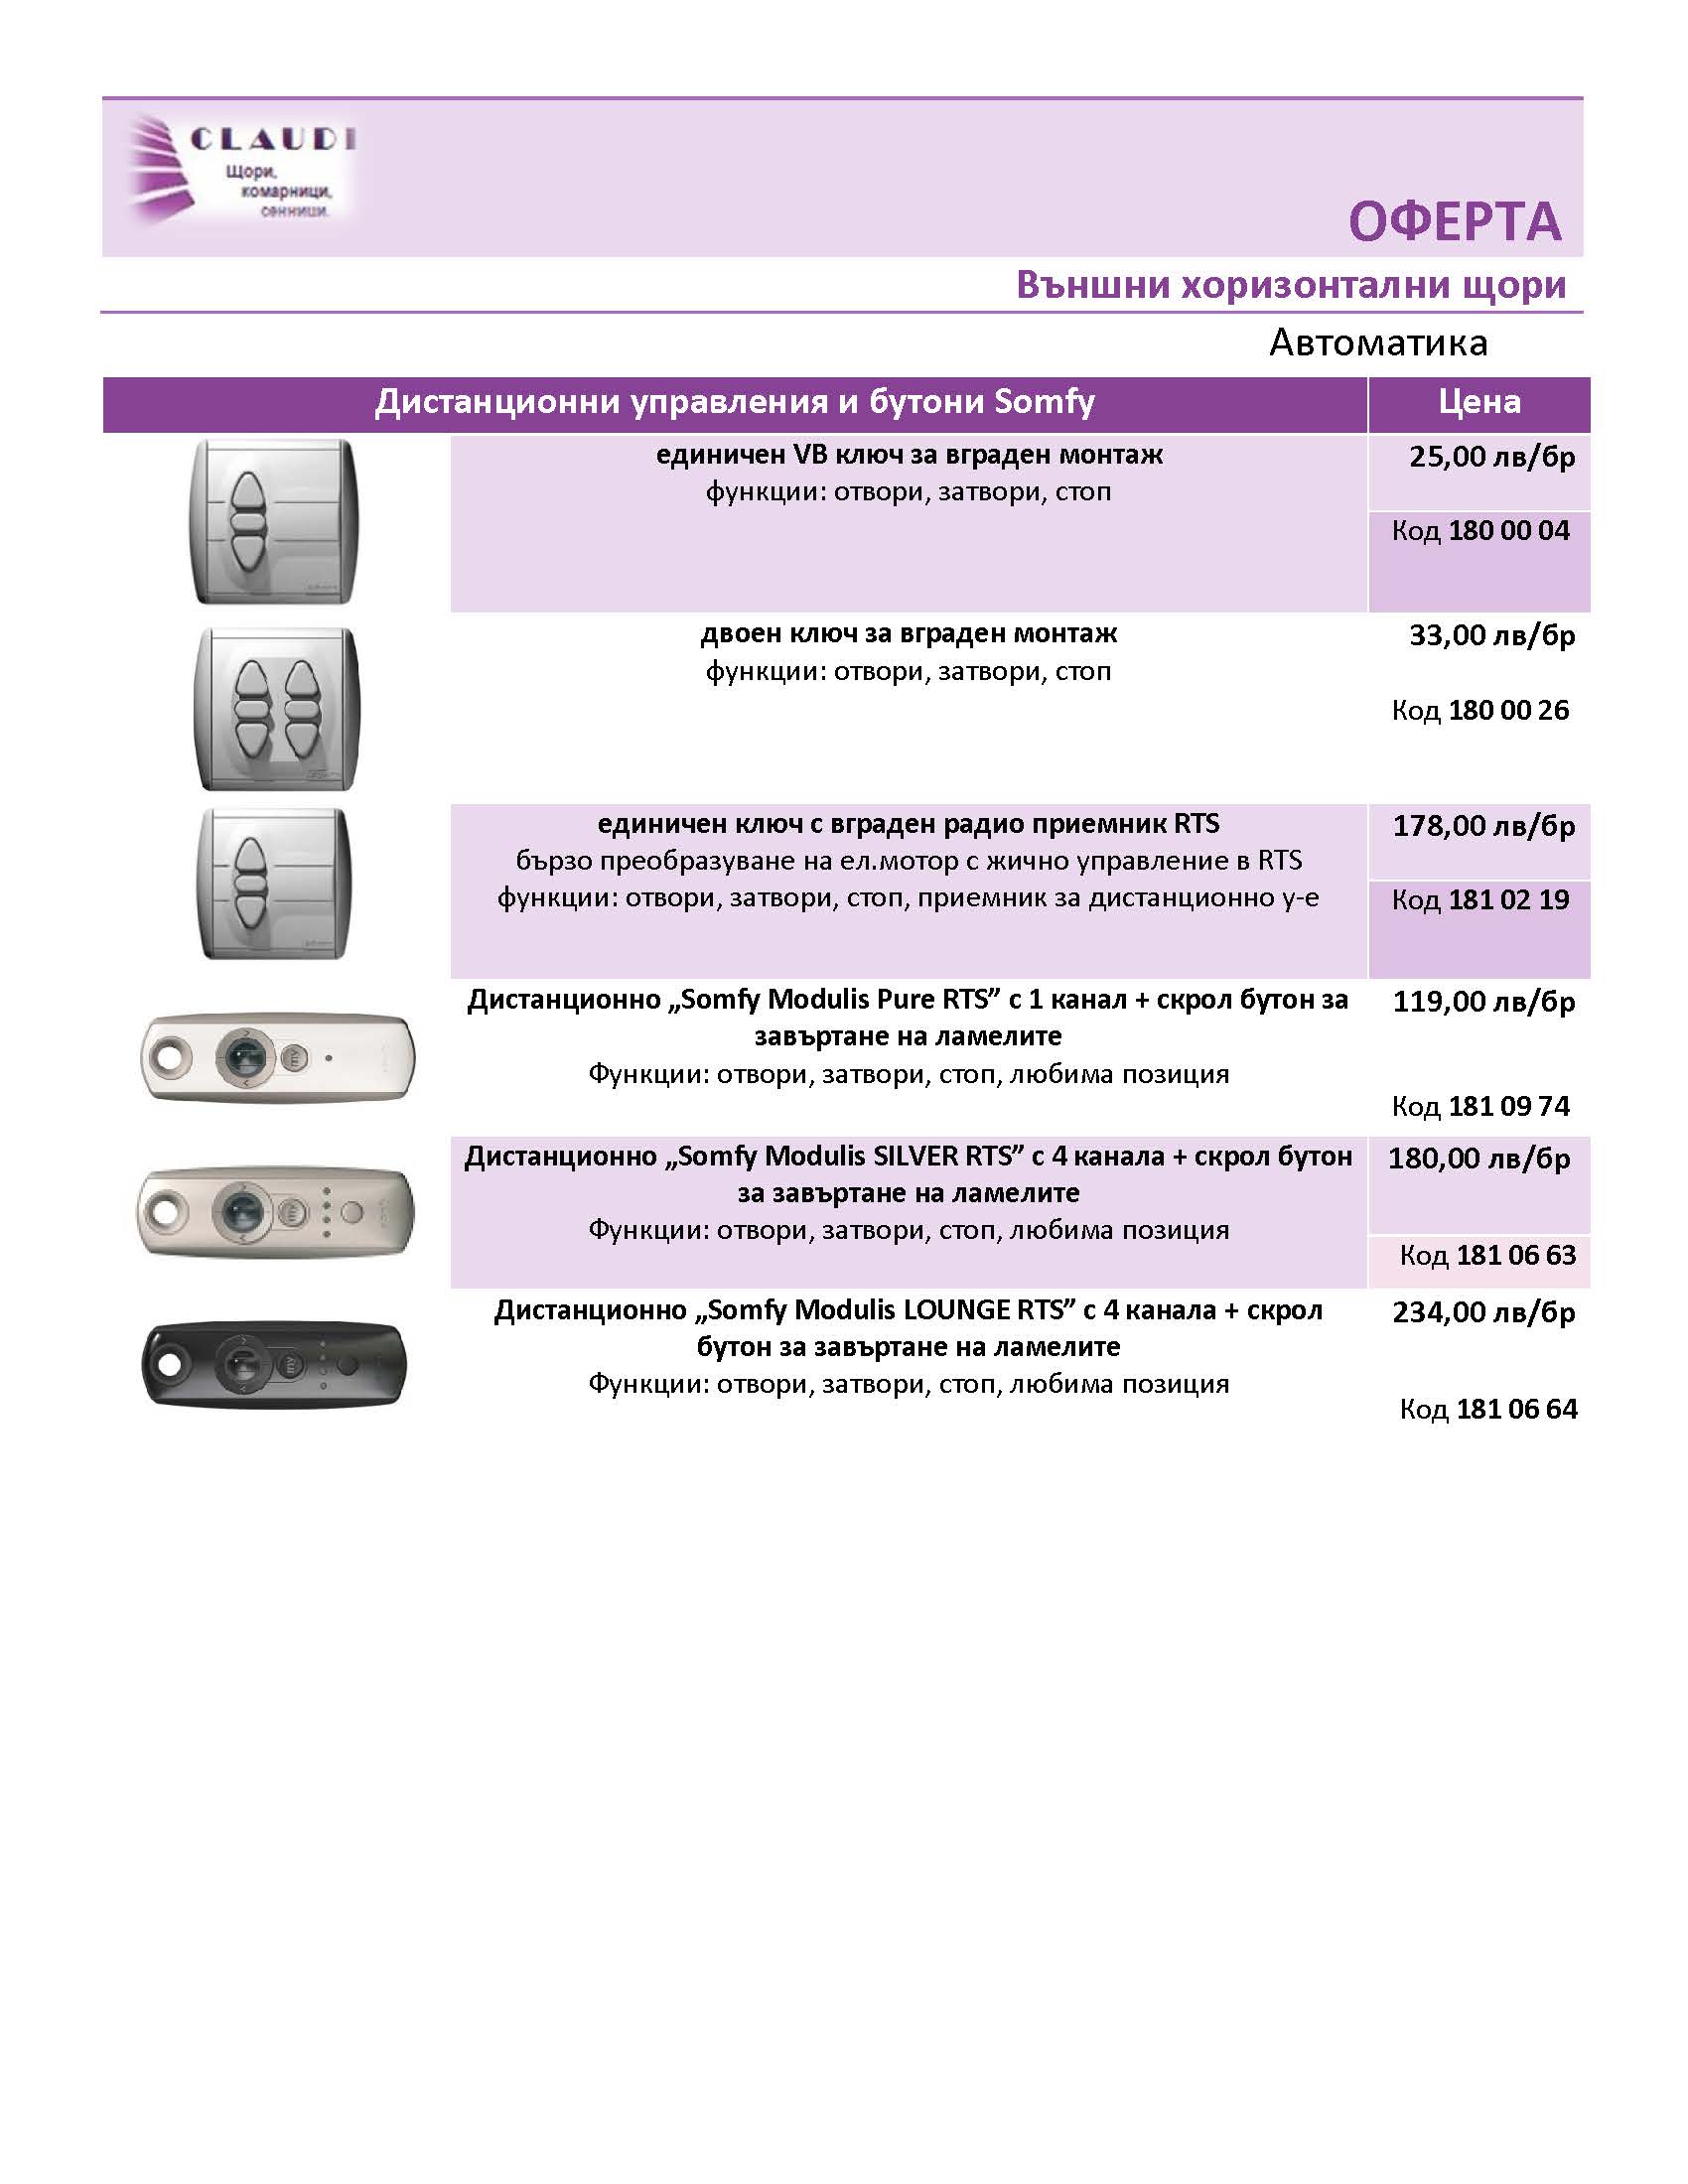 CLAUDI
Щори,
комарници,
сенници.
ОФЕРТА
Външни хоризонтални щори
Автоматика
Дистанционни управления и бутони Somfy Цена
единичен VB ключ за вграден монтаж 25,00 лв/бр
функции: отвори, затвори, стоп
Код 180 00 04
двоен ключ за вграден монтаж 33,00 лв/бр
функции: отвори, затвори, стоп
Код 180 00 26
единичен ключ с вграден радио приемник RTS 178,00 лв/бр
бързо преобразуване на ел.мотор с жично управление в RTS
функции: отвори, затвори, стоп, приемник за дистанционно у-е Код 181 02 19
Дистанционно „Somfy Modulis Pure RTS” с 1 канал + скрол бутон за 119,00 лв/бр
завъртане на ламелите
my
Функции: отвори, затвори, стоп, любима позиция
Код 181 09 74
Дистанционно „Somfy Modulis SILVER RTS” с 4 канала + скрол бутон 180,00 лв/бр
за завъртане на ламелите
my
Функции: отвори, затвори, стоп, любима позиция
Код 181 06 63
Дистанционно „Somfy Modulis LOUNGE RTS” с 4 канала + скрол 234,00 лв/бр
бутон за завъртане на ламелите
my
Функции: отвори, затвори, стоп, любима позиция
Код 181 06 64